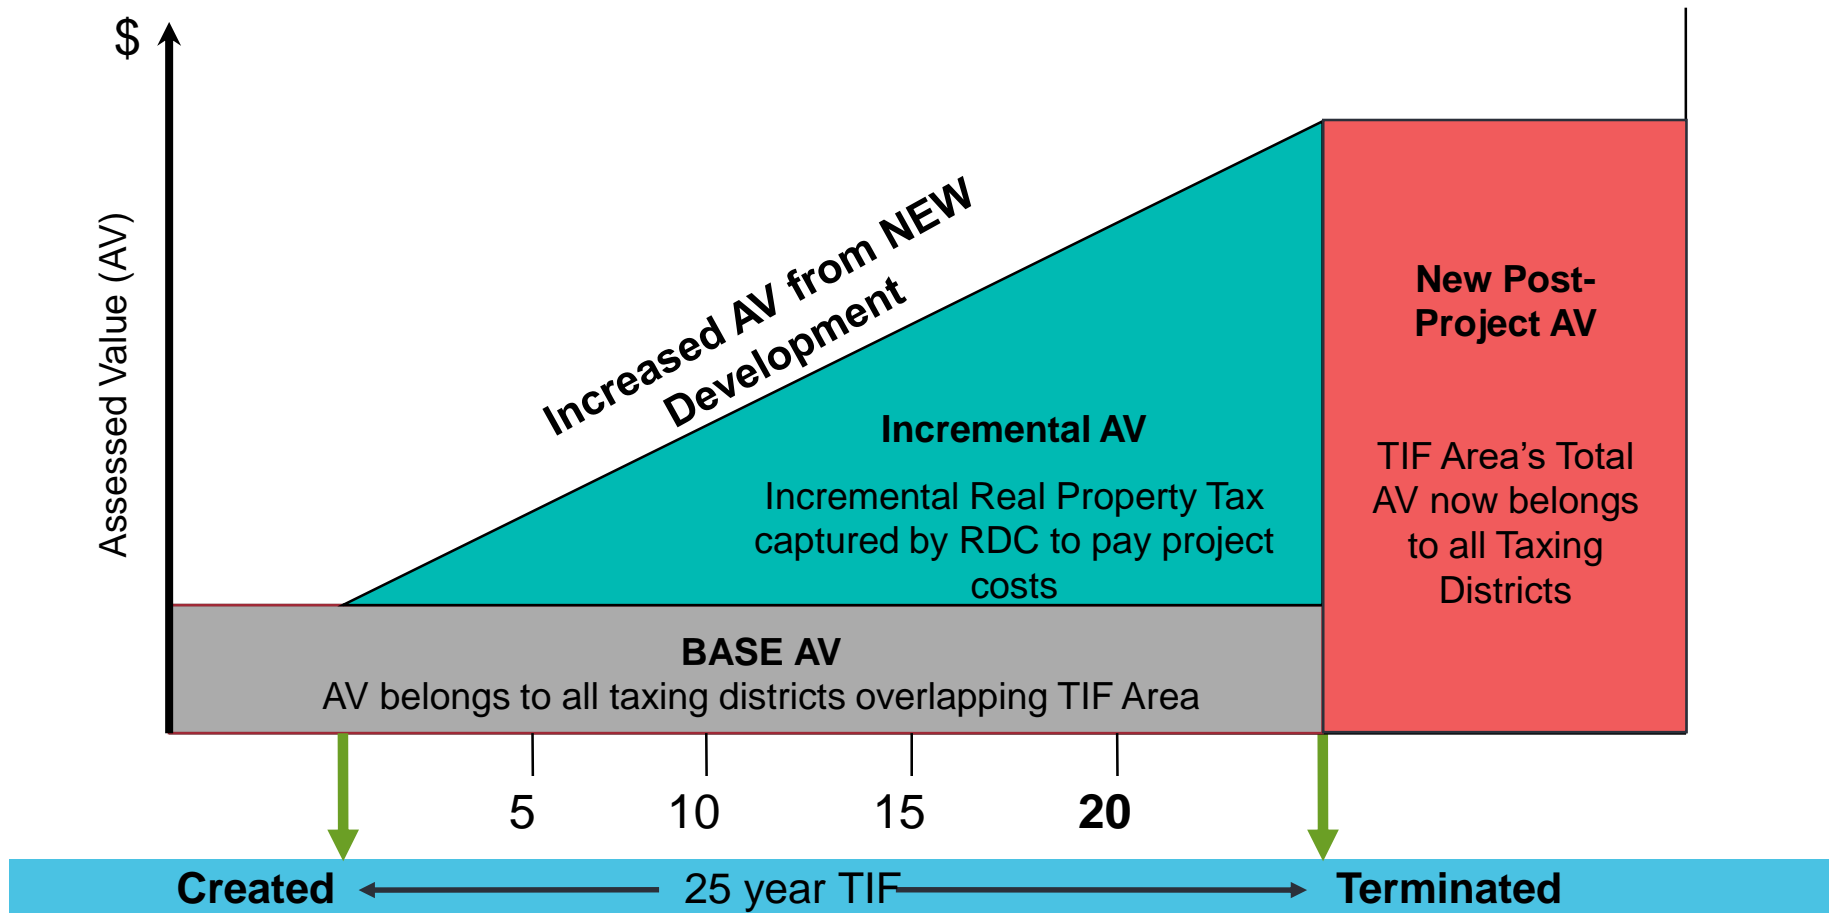 $
Assessed Value (AV)
Increased AV from NEW
Development
Incremental AV
Incremental Real Property Tax
captured by RDC to pay project
costs
New Post-
Project AV
TIF Area’s Total
AV now belongs
to all Taxing
Districts
BASE AV
AV belongs to all taxing districts overlapping TIF Area
5 10 15 20
Created 25 year TIF Terminated